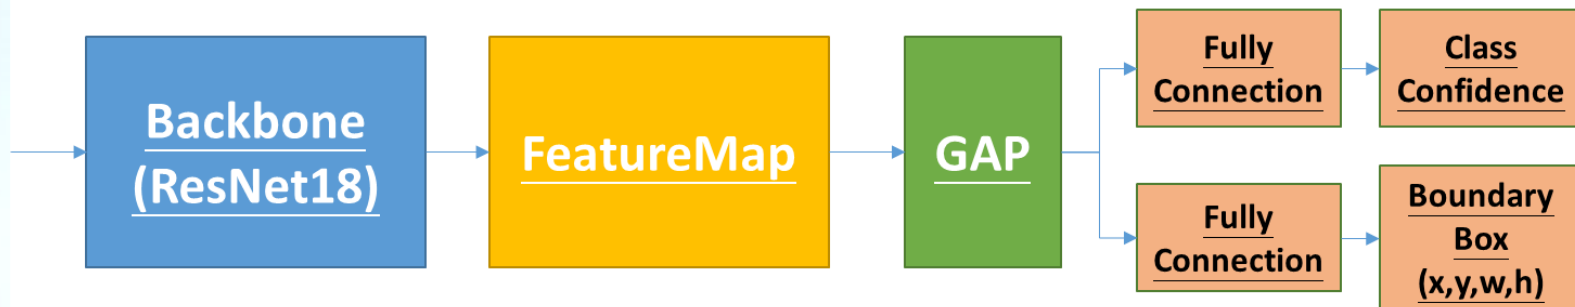 Backbone
(ResNet18)
FeatureMap
GAP
Fully
Connection
Class
Confidence
Fully
Connection
Boundary
Box
(x,y,w,h)